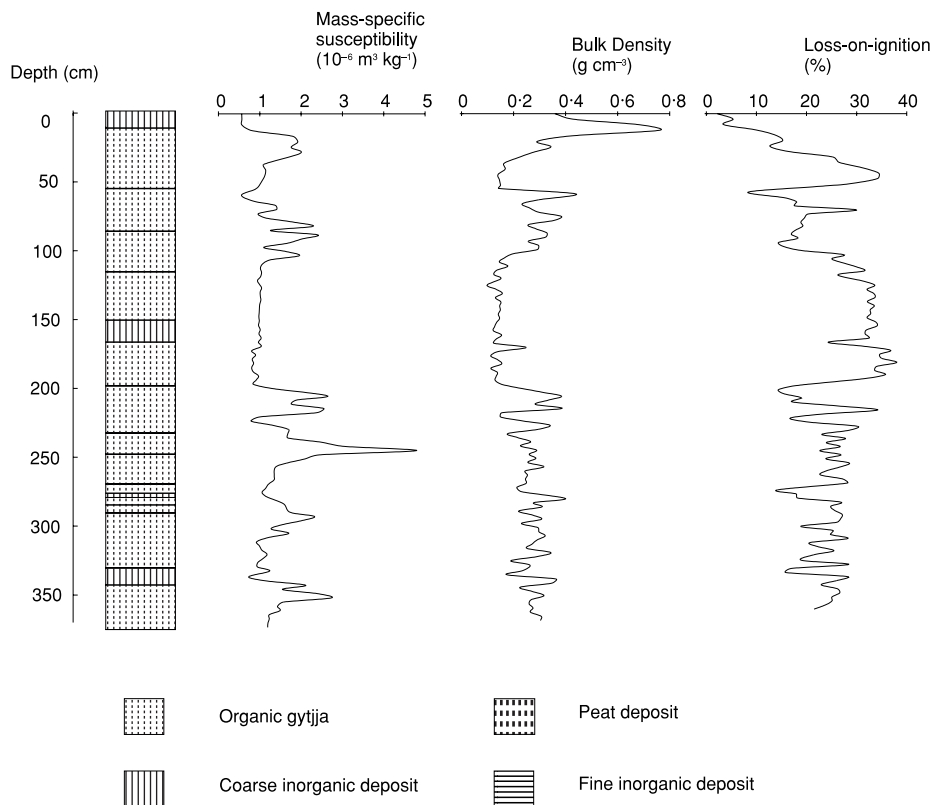 Mass-specific
susceptibility
(10⁻⁶ m³ kg⁻¹)
Bulk Density
(g cm⁻³)
Loss-on-ignition
(%)
Depth (cm)
0 1 2 3 4 5
0 0·2 0·4 0·6 0·8
0 10 20 30 40
0
50
100
150
200
250
300
350
Organic gytjja
Peat deposit
Coarse inorganic deposit
Fine inorganic deposit